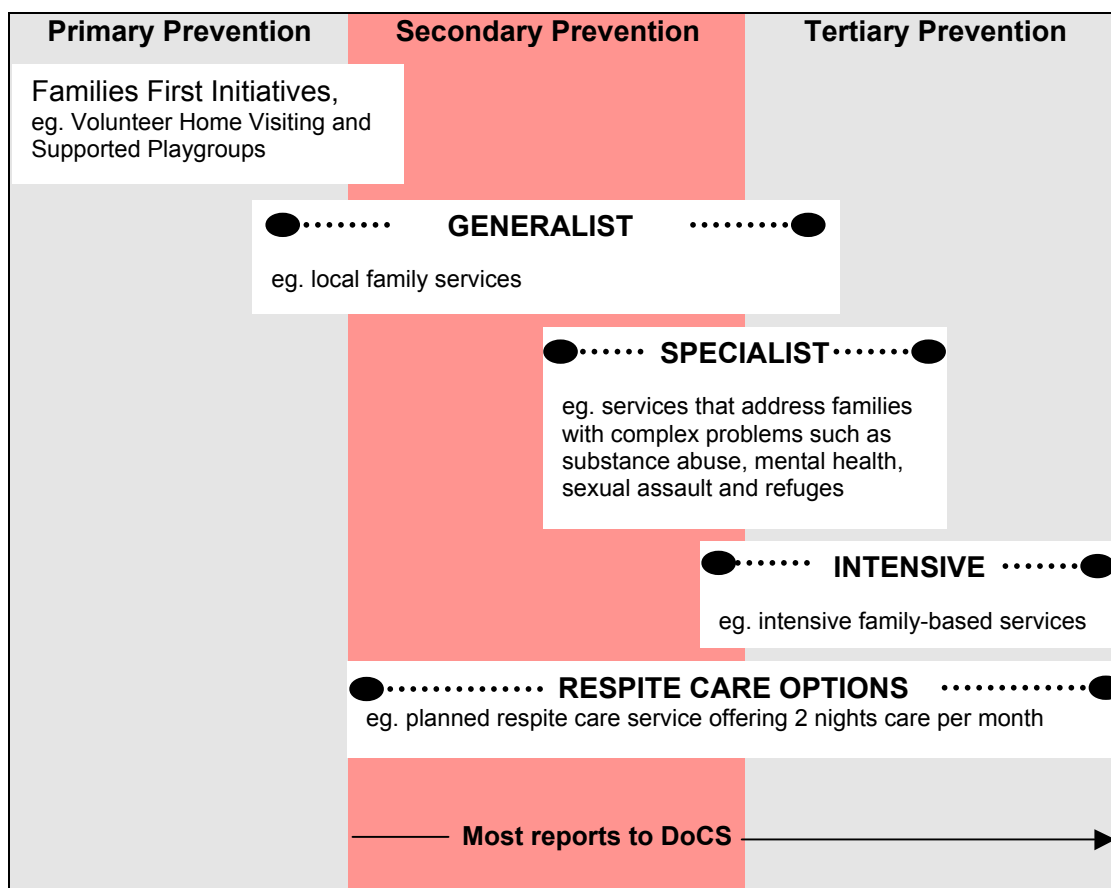 Primary Prevention
Secondary Prevention
Tertiary Prevention
Families First Initiatives,
eg. Volunteer Home Visiting and
Supported Playgroups
GENERALIST
eg. local family services
SPECIALIST
eg. services that address families
with complex problems such as
substance abuse, mental health,
sexual assault and refuges
INTENSIVE
eg. intensive family-based services
RESPITE CARE OPTIONS
eg. planned respite care service offering 2 nights care per month
Most reports to DoCS